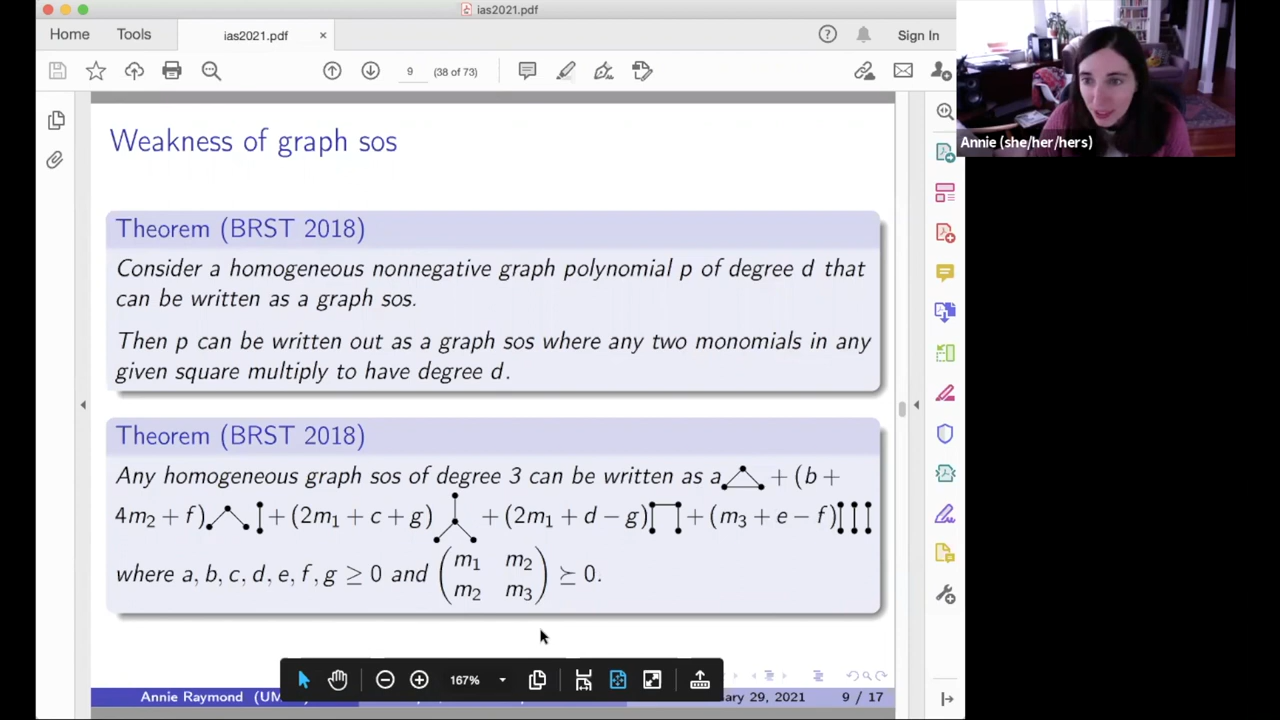 ias2021.pdf
Home
Tools
ias2021.pdf
×
Sign In
9
(38 of 73)
Annie (she/her/hers)
Weakness of graph sos
Theorem (BRST 2018)
Consider a homogeneous nonnegative graph polynomial p of degree d that
can be written as a graph sos.
Then p can be written out as a graph sos where any two monomials in any
given square multiply to have degree d.
Theorem (BRST 2018)
Any homogeneous graph sos of degree 3 can be written as a + (b +
4m₂ + f) + (2m₁ + c + g) + (2m₁ + d − g) + (m₃ + e − f)
where a, b, c, d, e, f, g ≥ 0 and (m₁ m₂
m₂ m₃) ⪰ 0.
167%
Annie Raymond (UM
29, 2021
9 / 17